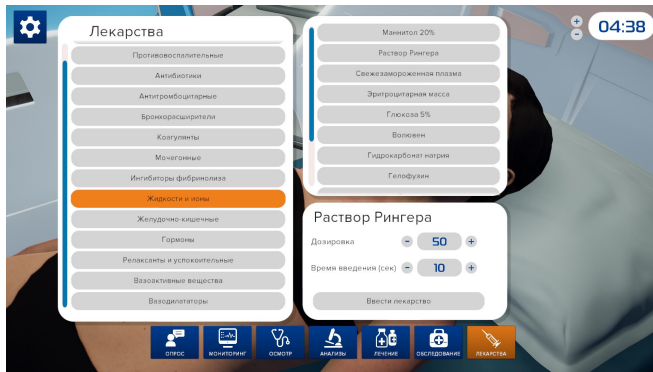 Лекарства
Противовоспалительные
Антибиотики
Антитромбоцитарные
Бронхорасширители
Коагулянты
Мочегонные
Ингибиторы фибринолиза
Жидкости и ионы
Желудочно-кишечные
Гормоны
Релаксанты и успокоительные
Вазоактивные вещества
Вазодилетаторы
Маннитол 20%
Раствор Рингера
Свежезамороженная плазма
Эритроцитарная масса
Глюкоза 5%
Волювен
Гидрокарбонат натрия
Гелофузин
+
-
04:38
Раствор Рингера
Дозировка - 50 +
Время введения (сек) - 10 +
Ввести лекарство
ОПРОС
МОНИТОРИНГ
ОСМОТР
АНАЛИЗЫ
ЛЕЧЕНИЕ
ОБСЛЕДОВАНИЕ
ЛЕКАРСТВА